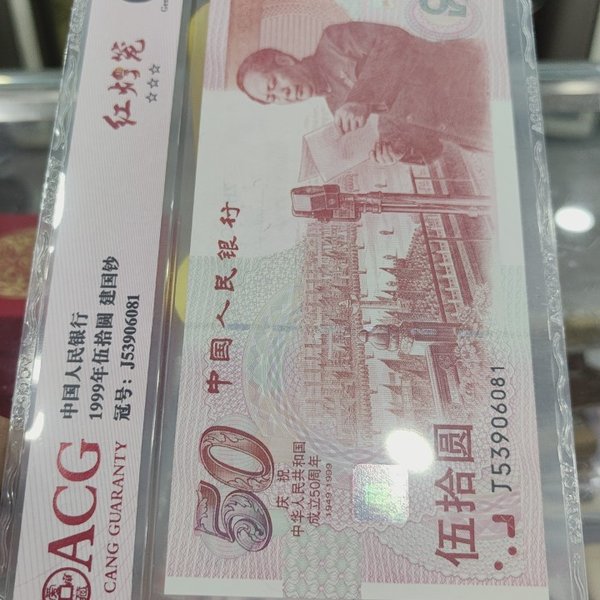 红灼笼
☆☆☆
中国人民银行
1999年伍拾圆 建国钞
冠号: J53906081
ACG
CANG GUARANTY
中国人民银行
50
庆祝
中华人民共和国
成立50周年
1949-1999
伍拾圆
J53906081